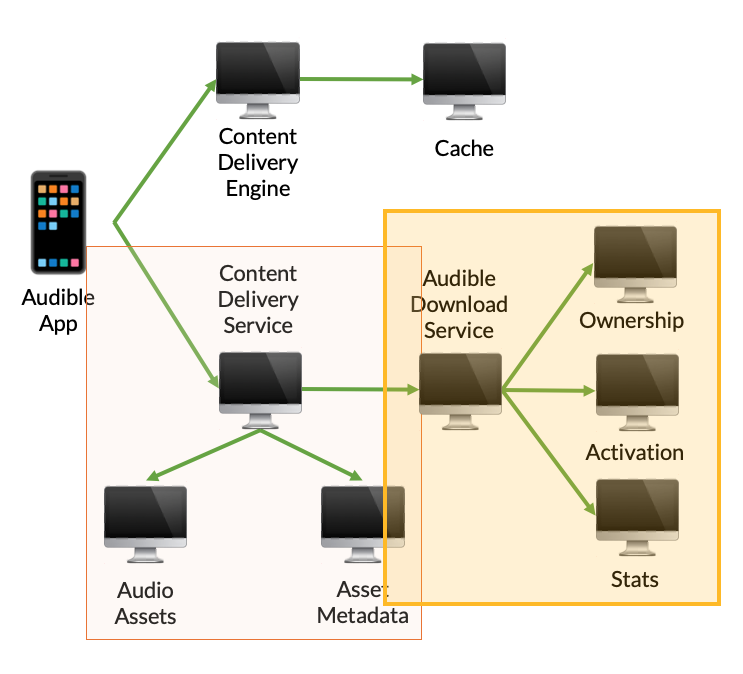 Content
Delivery
Engine
Cache
Audible
App
Content
Delivery
Service
Audible
Download
Service
Ownership
Activation
Audio
Assets
Asset
Metadata
Stats